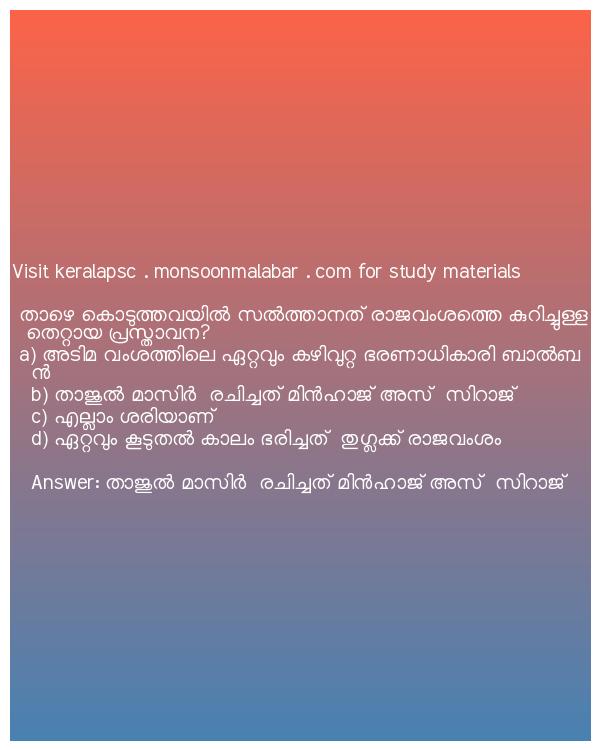 Visit keralapsc . monsoonmalabar . com for study materials
താഴെ കൊടുത്തവയിൽ സൽത്താനത് രാജവംശത്തെ കുറിച്ചുള്ള
തെറ്റായ പ്രസ്താവന?
a) അടിമ വംശത്തിലെ ഏറ്റവും കഴിവുറ്റ ഭരണാധികാരി ബാൽബ
ൻ
b) താജുൽ മാസിർ രചിച്ചത് മിൻഹാജ് അസ് സിറാജ്
c) എല്ലാം ശരിയാണ്
d) ഏറ്റവും കൂടുതൽ കാലം ഭരിച്ചത് തുഗ്ലക്ക് രാജവംശം
Answer: താജുൽ മാസിർ രചിച്ചത് മിൻഹാജ് അസ് സിറാജ്